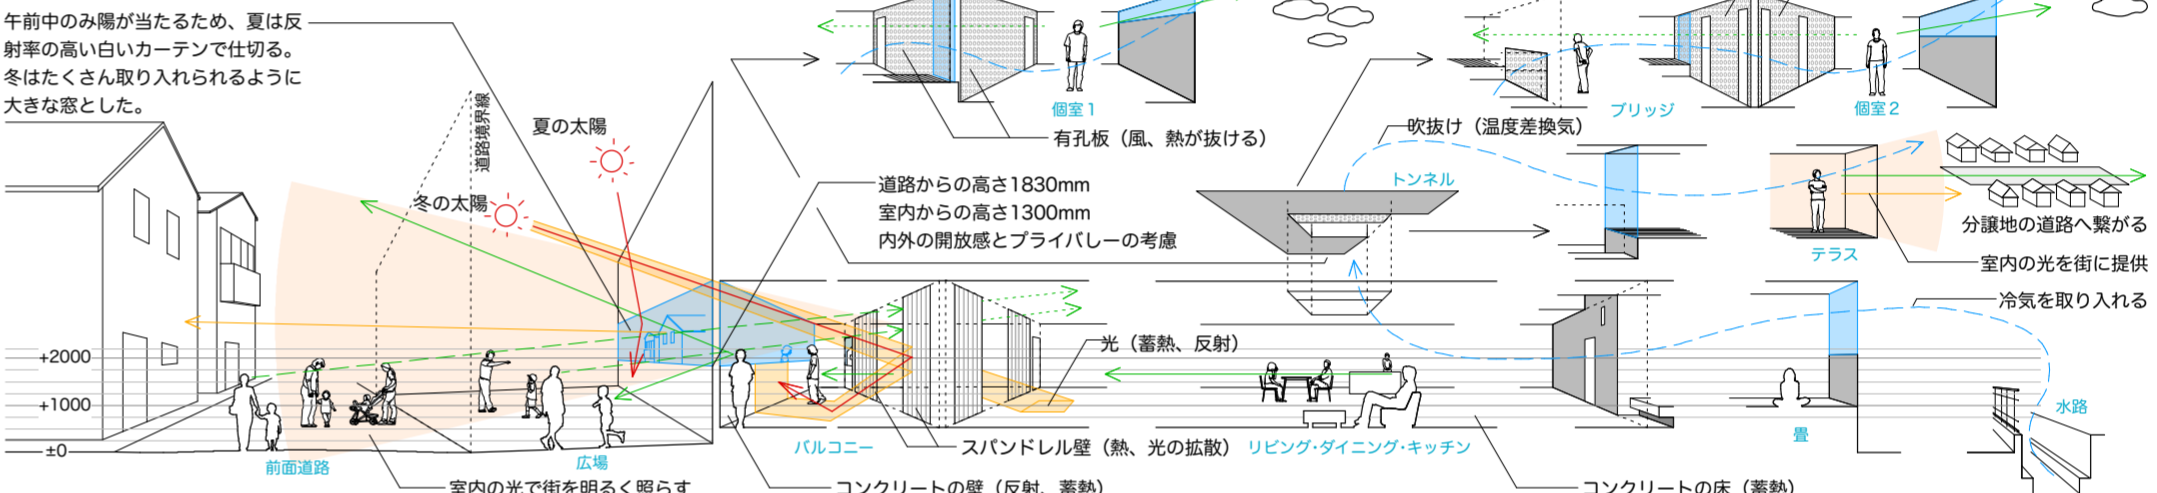 午前中のみ陽が当たるため、夏は反
射率の高い白いカーテンで仕切る。
冬はたくさん取り入れられるように
大きな窓とした。
道路境界線
夏の太陽
冬の太陽
個室1
有孔板（風、熱が抜ける）
ブリッジ
個室2
吹抜け（温度差換気）
道路からの高さ1830mm
室内からの高さ1300mm
内外の開放感とプライバシーの考慮
トンネル
テラス
分譲地の道路へ繋がる
室内の光を街に提供
冷気を取り入れる
光（蓄熱、反射）
+2000
+1000
±0
前面道路
広場
バルコニー
スパンドレル壁（熱、光の拡散）
リビング・ダイニング・キッチン
畳
水路
室内の光で街を明るく照らす
コンクリートの壁（反射、蓄熱）
コンクリートの床（蓄熱）